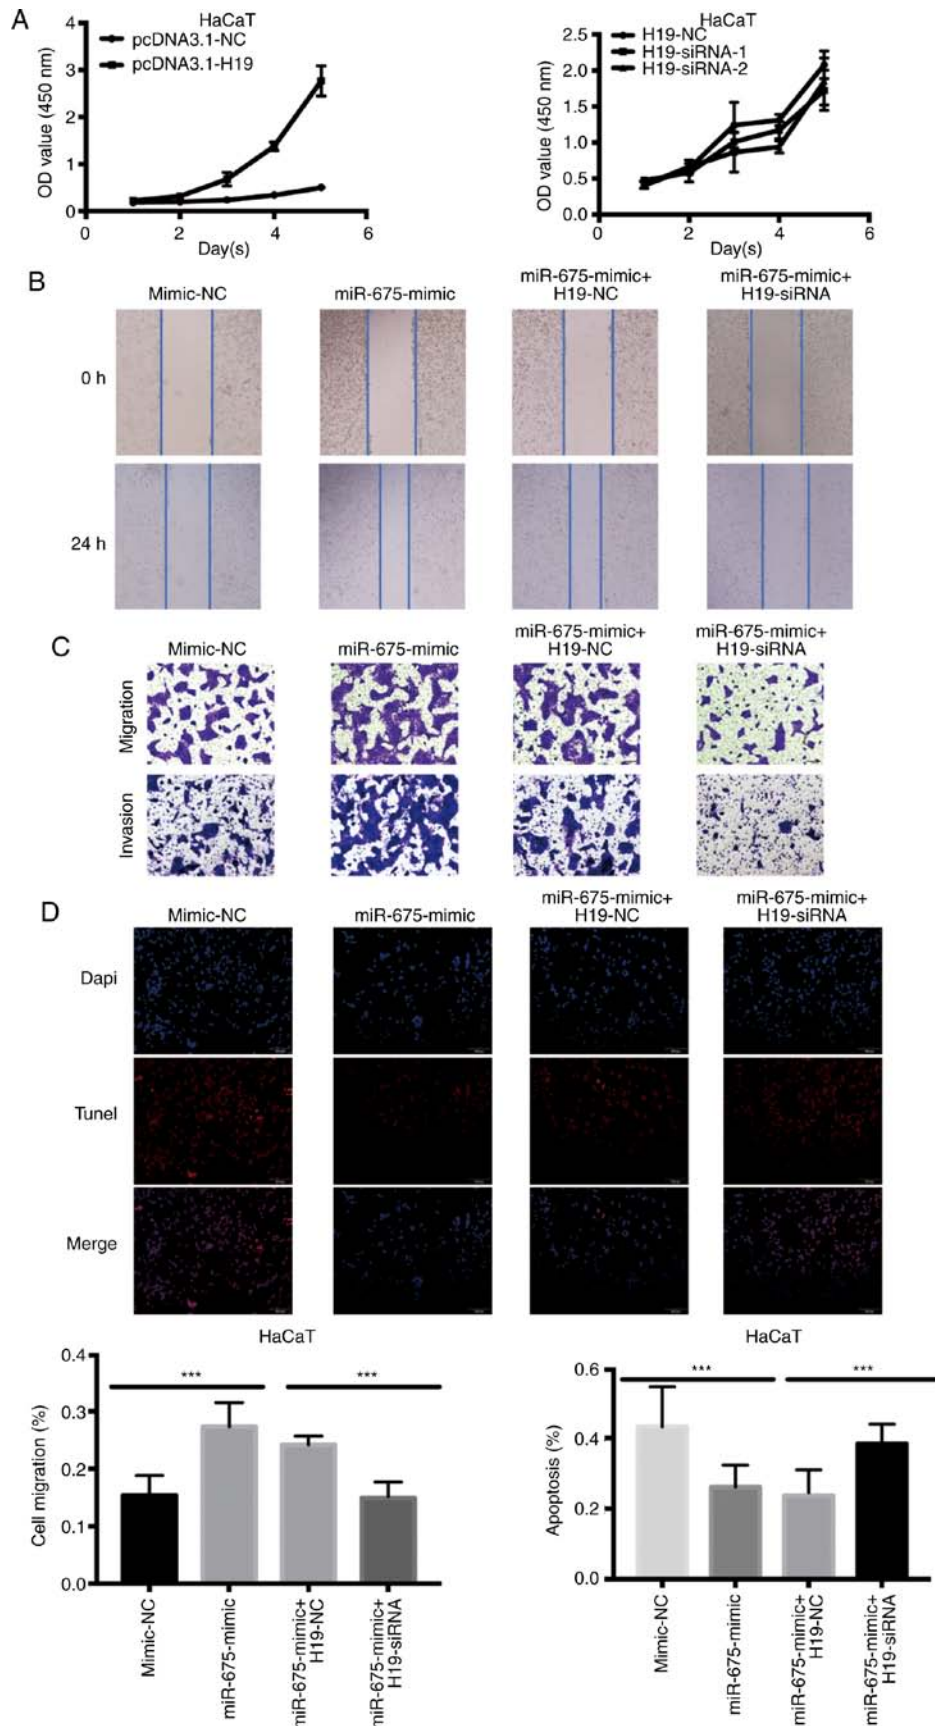 A
HaCaT
pcDNA3.1-NC
pcDNA3.1-H19
OD value (450 nm)
4
3
2
1
0
0
2
4
6
Day(s)
HaCaT
H19-NC
H19-siRNA-1
H19-siRNA-2
OD value (450 nm)
2.5
2.0
1.5
1.0
0.5
0.0
0
2
4
6
Day(s)
B
Mimic-NC
miR-675-mimic
miR-675-mimic+
H19-NC
miR-675-mimic+
H19-siRNA
0 h
24 h
C
Mimic-NC
miR-675-mimic
miR-675-mimic+
H19-NC
miR-675-mimic+
H19-siRNA
Migration
Invasion
D
Mimic-NC
miR-675-mimic
miR-675-mimic+
H19-NC
miR-675-mimic+
H19-siRNA
Dapi
Tunel
Merge
HaCaT
Cell migration (%)
0.4
0.3
0.2
0.1
0.0
***
***
Mimic-NC
miR-675-mimic
miR-675-mimic+
H19-NC
miR-675-mimic+
H19-siRNA
HaCaT
Apoptosis (%)
0.6
0.4
0.2
0.0
***
***
Mimic-NC
miR-675-mimic
miR-675-mimic+
H19-NC
miR-675-mimic+
H19-siRNA